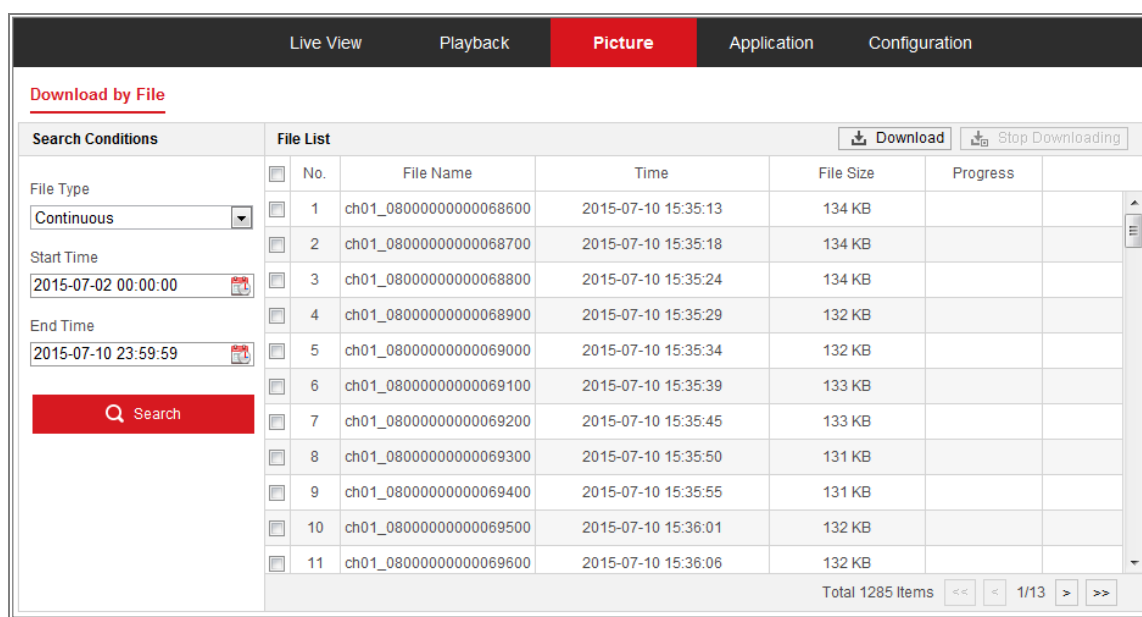 Live View Playback Picture Application Configuration
Download by File
Search Conditions
File Type
Continuous
Start Time
2015-07-02 00:00:00
End Time
2015-07-10 23:59:59
Search
File List Download Stop Downloading
No. File Name Time File Size Progress
1 ch01_08000000000068600 2015-07-10 15:35:13 134 KB
2 ch01_08000000000068700 2015-07-10 15:35:18 134 KB
3 ch01_08000000000068800 2015-07-10 15:35:24 134 KB
4 ch01_08000000000068900 2015-07-10 15:35:29 132 KB
5 ch01_08000000000069000 2015-07-10 15:35:34 132 KB
6 ch01_08000000000069100 2015-07-10 15:35:39 133 KB
7 ch01_08000000000069200 2015-07-10 15:35:45 133 KB
8 ch01_08000000000069300 2015-07-10 15:35:50 131 KB
9 ch01_08000000000069400 2015-07-10 15:35:55 131 KB
10 ch01_08000000000069500 2015-07-10 15:36:01 132 KB
11 ch01_08000000000069600 2015-07-10 15:36:06 132 KB
Total 1285 Items << < 1/13 > >>